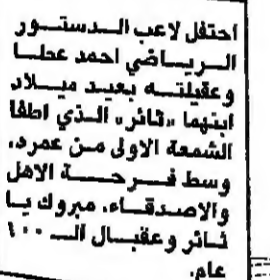 احتفل لاعب الدستور
الرياضي احمد عطا
وعقيلته بعيد ميلاد
ابنهما «ثائر» الذي اطفا
الشمعة الاولى من عمره،
وسط فرحة الاهل
والاصدقاء. مبروك يا
ثائر وعقبال الـ ١٠٠
عام.